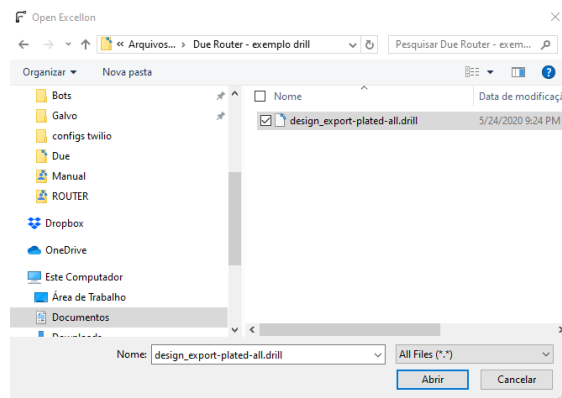 Open Excellon
« Arquivos... › Due Router - exemplo drill
Pesquisar Due Router - exem...
Organizar Nova pasta
Nome Data de modificaçã
Bots
Galvo
configs twilio
Due
Manual
ROUTER
Dropbox
OneDrive
Este Computador
Área de Trabalho
Documentos
design_export-plated-all.drill 5/24/2020 9:24 PM
Nome: design_export-plated-all.drill All Files (*.*)
Abrir Cancelar